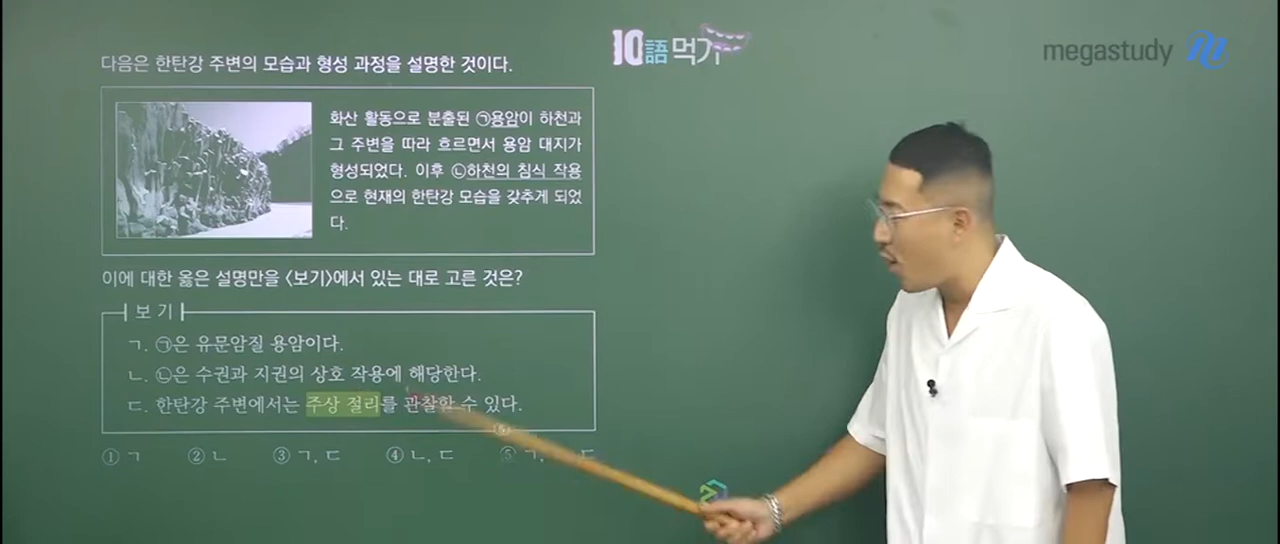 10語먹기
megastudy
다음은 한탄강 주변의 모습과 형성 과정을 설명한 것이다.
화산 활동으로 분출된 ㉠용암이 하천과
그 주변을 따라 흐르면서 용암 대지가
형성되었다. 이후 ㉡하천의 침식 작용
으로 현재의 한탄강 모습을 갖추게 되었
다.
이에 대한 옳은 설명만을 〈보기〉에서 있는 대로 고른 것은?
보 기
ㄱ. ㉠은 유문암질 용암이다.
ㄴ. ㉡은 수권과 지권의 상호 작용에 해당한다.
ㄷ. 한탄강 주변에서는 주상 절리를 관찰할 수 있다.
① ㄱ ② ㄴ ③ ㄱ, ㄷ ④ ㄴ, ㄷ ⑤ ㄱ, ㄷ